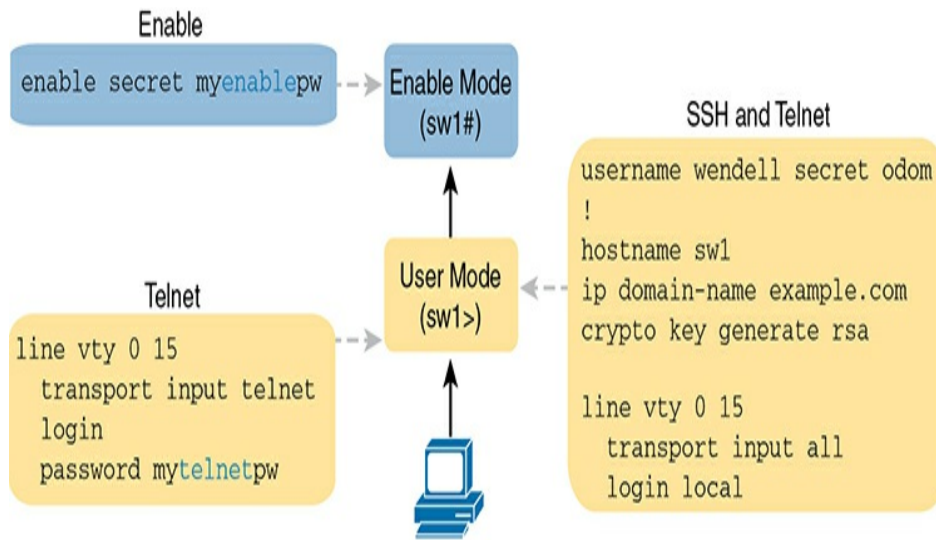 Enable
enable secret myenablepw
Enable Mode
(sw1#)
SSH and Telnet
username wendell secret odom
!
hostname sw1
ip domain-name example.com
crypto key generate rsa
line vty 0 15
transport input all
login local
User Mode
(sw1>)
Telnet
line vty 0 15
transport input telnet
login
password mytelnetpw